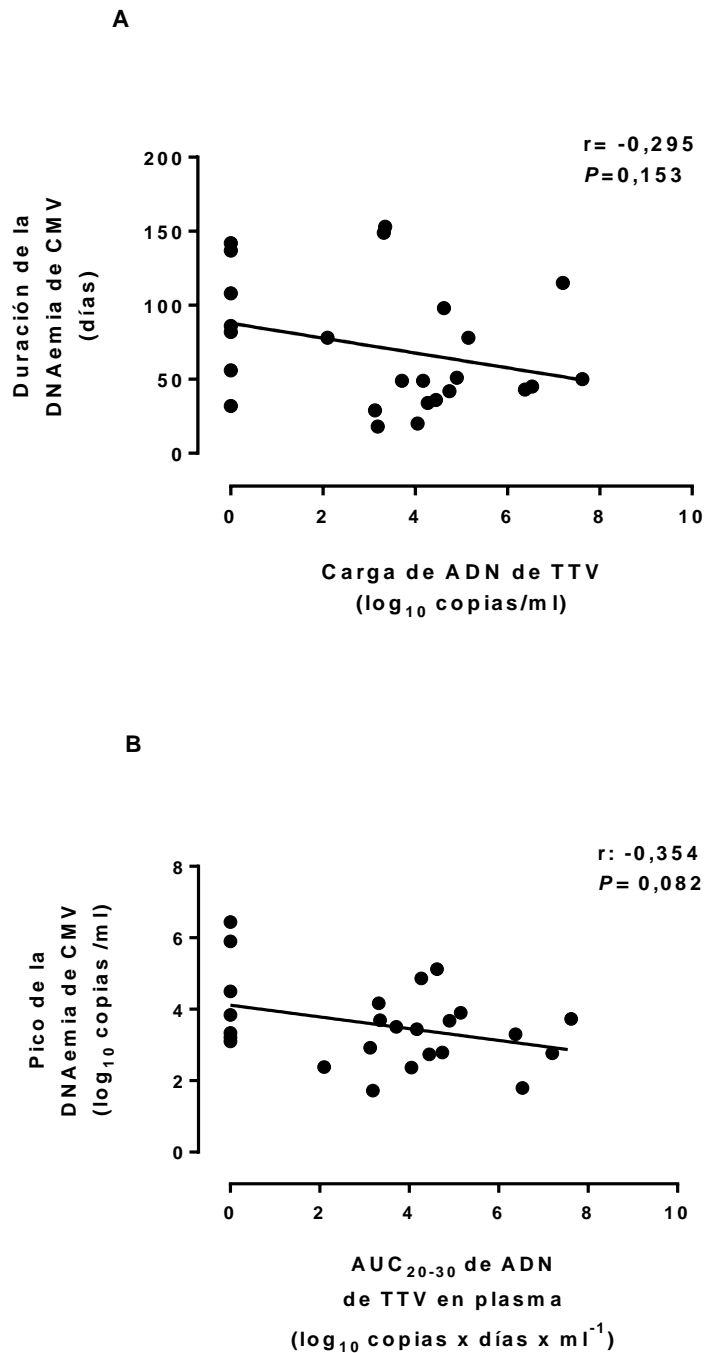 A
r= -0,295
P=0,153
200
150
100
50
0
Duración de la
DNAemia de CMV
(días)
0 2 4 6 8 10
Carga de ADN de TTV
(log10 copias/ml)
B
r: -0,354
P= 0,082
8
6
4
2
0
Pico de la
DNAemia de CMV
(log10 copias /ml)
0 2 4 6 8 10
AUC20-30 de ADN
de TTV en plasma
(log10 copias x días x ml-1)